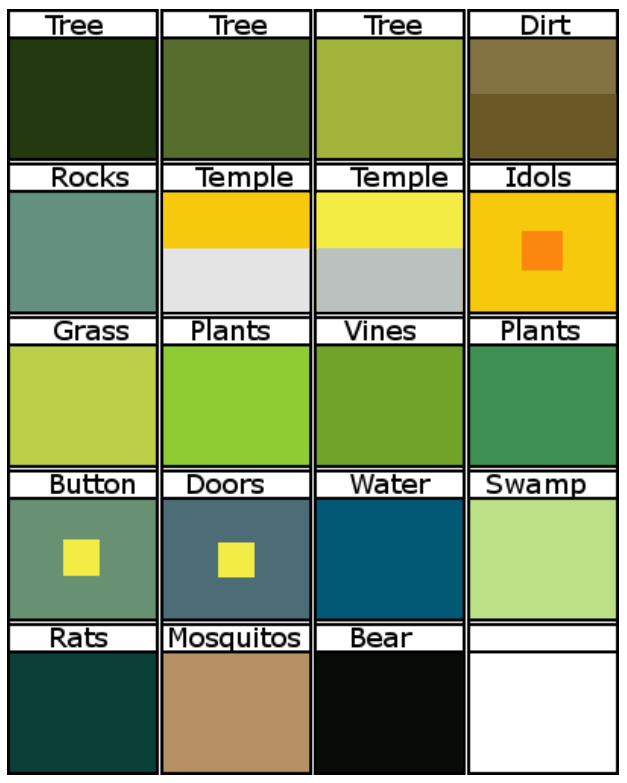 Tree Tree Tree Dirt
Rocks Temple Temple Idols
Grass Plants Vines Plants
Button Doors Water Swamp
Rats Mosquitos Bear